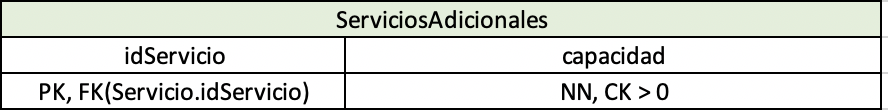 ServiciosAdicionales
idServicio capacidad
PK, FK(Servicio.idServicio) NN, CK > 0